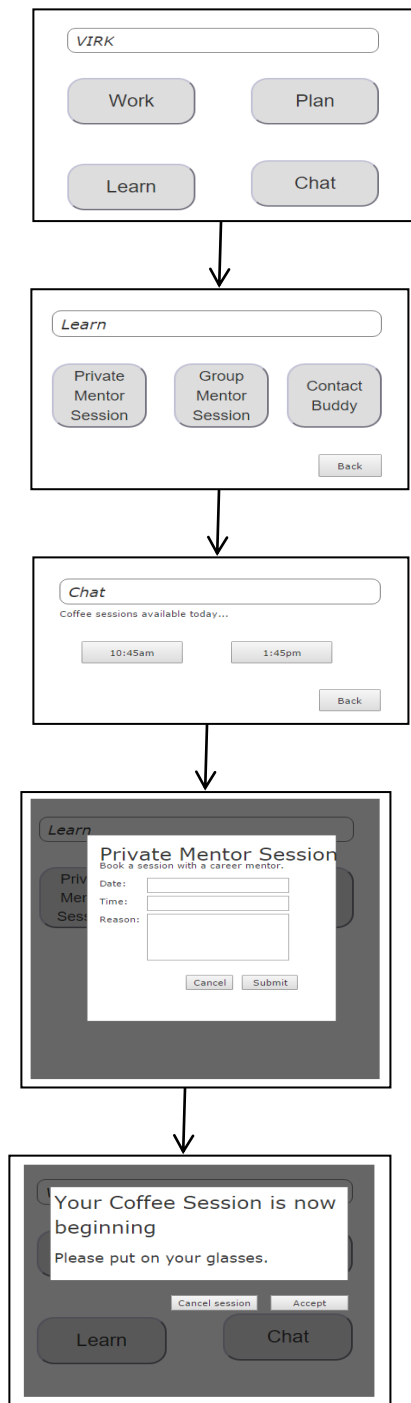 VIRK
Work
Plan
Learn
Chat
Learn
Private
Mentor
Session
Group
Mentor
Session
Contact
Buddy
Back
Chat
Coffee sessions available today...
10:45am
1:45pm
Back
Learn
Private Mentor Session
Book a session with a career mentor.
Date:
Time:
Reason:
Cancel
Submit
Your Coffee Session is now
beginning
Please put on your glasses.
Cancel session
Accept
Learn
Chat